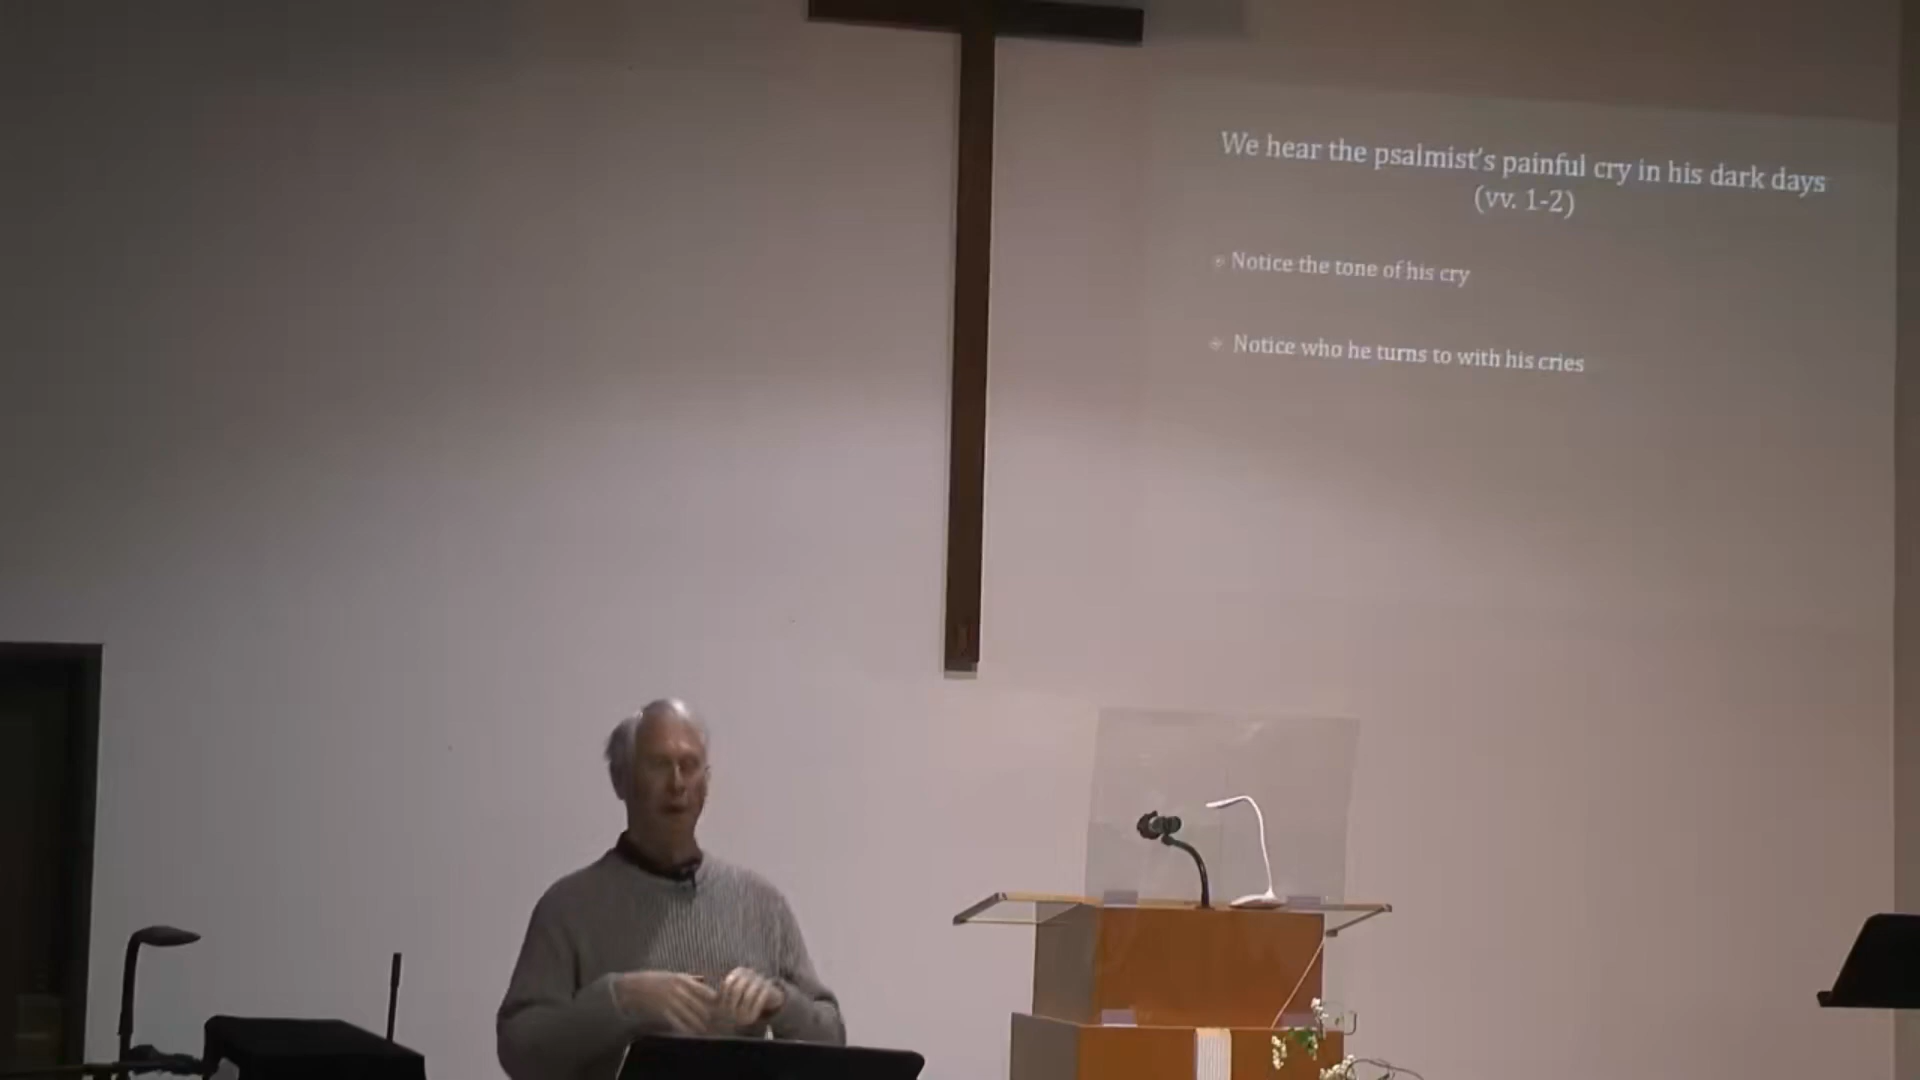 We hear the psalmist's painful cry in his dark days
(vv. 1-2)
Notice the tone of his cry
Notice who he turns to with his cries